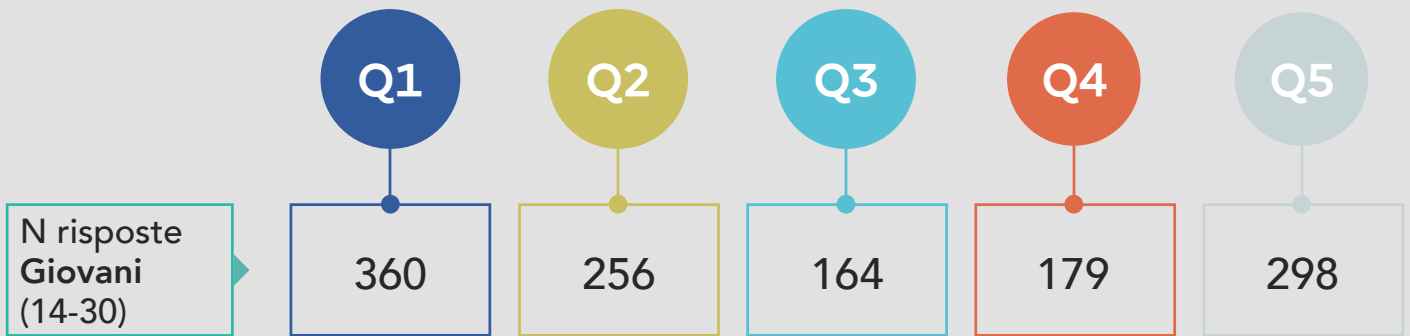 Q1 Q2 Q3 Q4 Q5
N risposte
Giovani
(14-30)
360 256 164 179 298